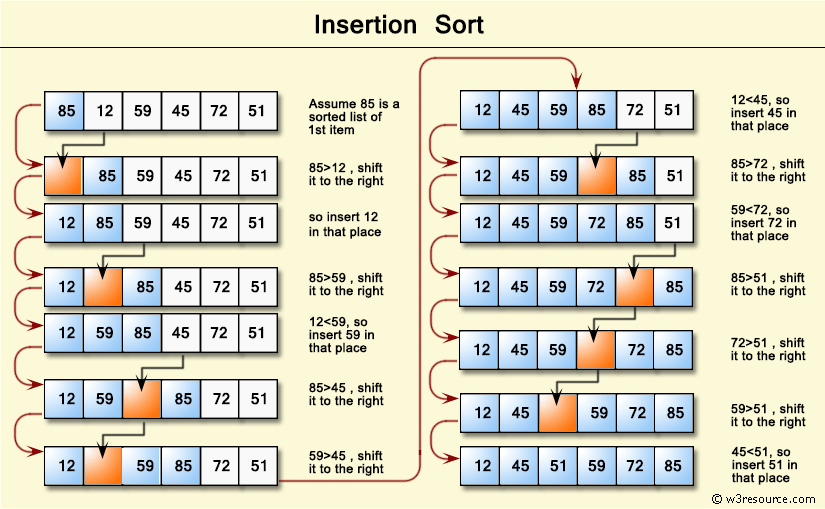 Insertion Sort
85 12 59 45 72 51
Assume 85 is a
sorted list of
1st item
85 59 45 72 51
85>12 , shift
it to the right
12 85 59 45 72 51
so insert 12
in that place
12 85 45 72 51
85>59 , shift
it to the right
12 59 85 45 72 51
12<59, so
insert 59 in
that place
12 59 85 72 51
85>45 , shift
it to the right
12 59 85 72 51
59>45 , shift
it to the right
12 45 59 85 72 51
12<45, so
insert 45 in
that place
12 45 59 85 51
85>72 , shift
it to the right
12 45 59 72 85 51
59<72, so
insert 72 in
that place
12 45 59 72 85
85>51 , shift
it to the right
12 45 59 72 85
72>51 , shift
it to the right
12 45 59 72 85
59>51 , shift
it to the right
12 45 51 59 72 85
45<51, so
insert 51 in
that place
© w3resource.com